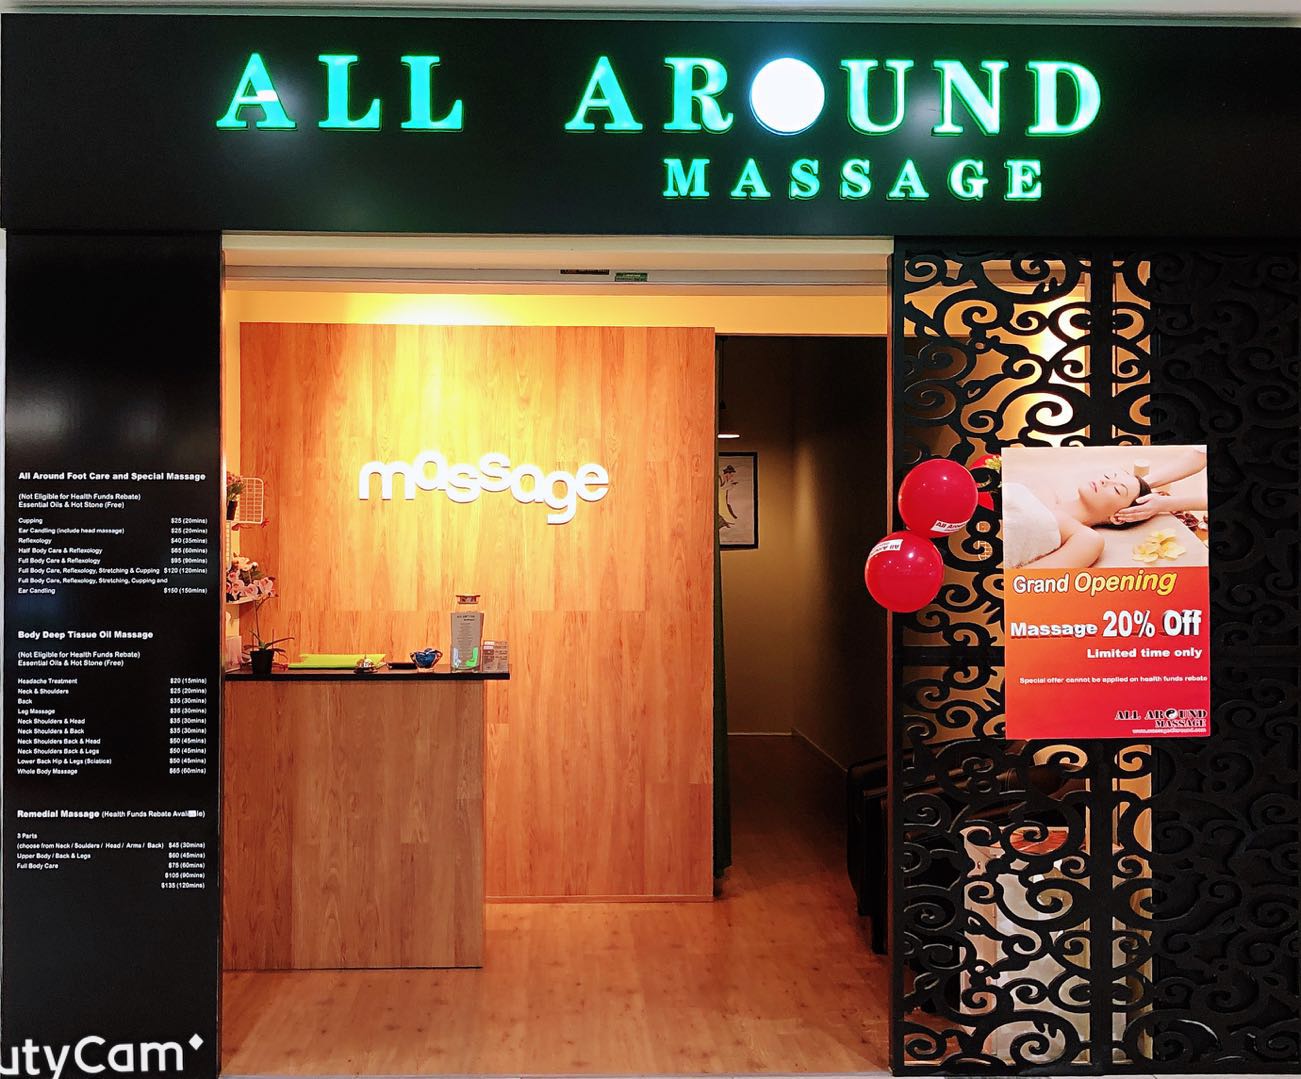 ALL AROUND
MASSAGE
massage
All Around Foot Care and Special Massage
(Not Eligible for Health Funds Rebate)
Essential Oils & Hot Stone (Free)
Cupping $25 (20mins)
Ear Candling (include head massage) $25 (20mins)
Reflexology $40 (35mins)
Half Body Care & Reflexology $65 (60mins)
Full Body Care & Reflexology $95 (90mins)
Full Body Care, Reflexology, Stretching & Cupping $120 (120mins)
Full Body Care, Reflexology, Stretching, Cupping and
Ear Candling $150 (150mins)
Body Deep Tissue Oil Massage
(Not Eligible for Health Funds Rebate)
Essential Oils & Hot Stone (Free)
Headache Treatment $20 (15mins)
Neck & Shoulders $25 (20mins)
Back $35 (30mins)
Leg Massage $35 (30mins)
Neck Shoulders & Head $35 (30mins)
Neck Shoulders & Back $35 (30mins)
Neck Shoulders Back & Head $50 (45mins)
Neck Shoulders Back & Legs $50 (45mins)
Lower Back Hip & Legs (Sciatica) $50 (45mins)
Whole Body Massage $65 (60mins)
Remedial Massage (Health Funds Rebate Available)
3 Parts
(choose from Neck / Soulders / Head / Arms / Back) $45 (30mins)
Upper Body / Back & Legs $60 (45mins)
Full Body Care $75 (60mins)
$105 (90mins)
$135 (120mins)
All Aro
Grand Opening
Massage 20% Off
Limited time only
Special offer cannot be applied on health funds rebate
ALL AROUND
MASSAGE
utyCam